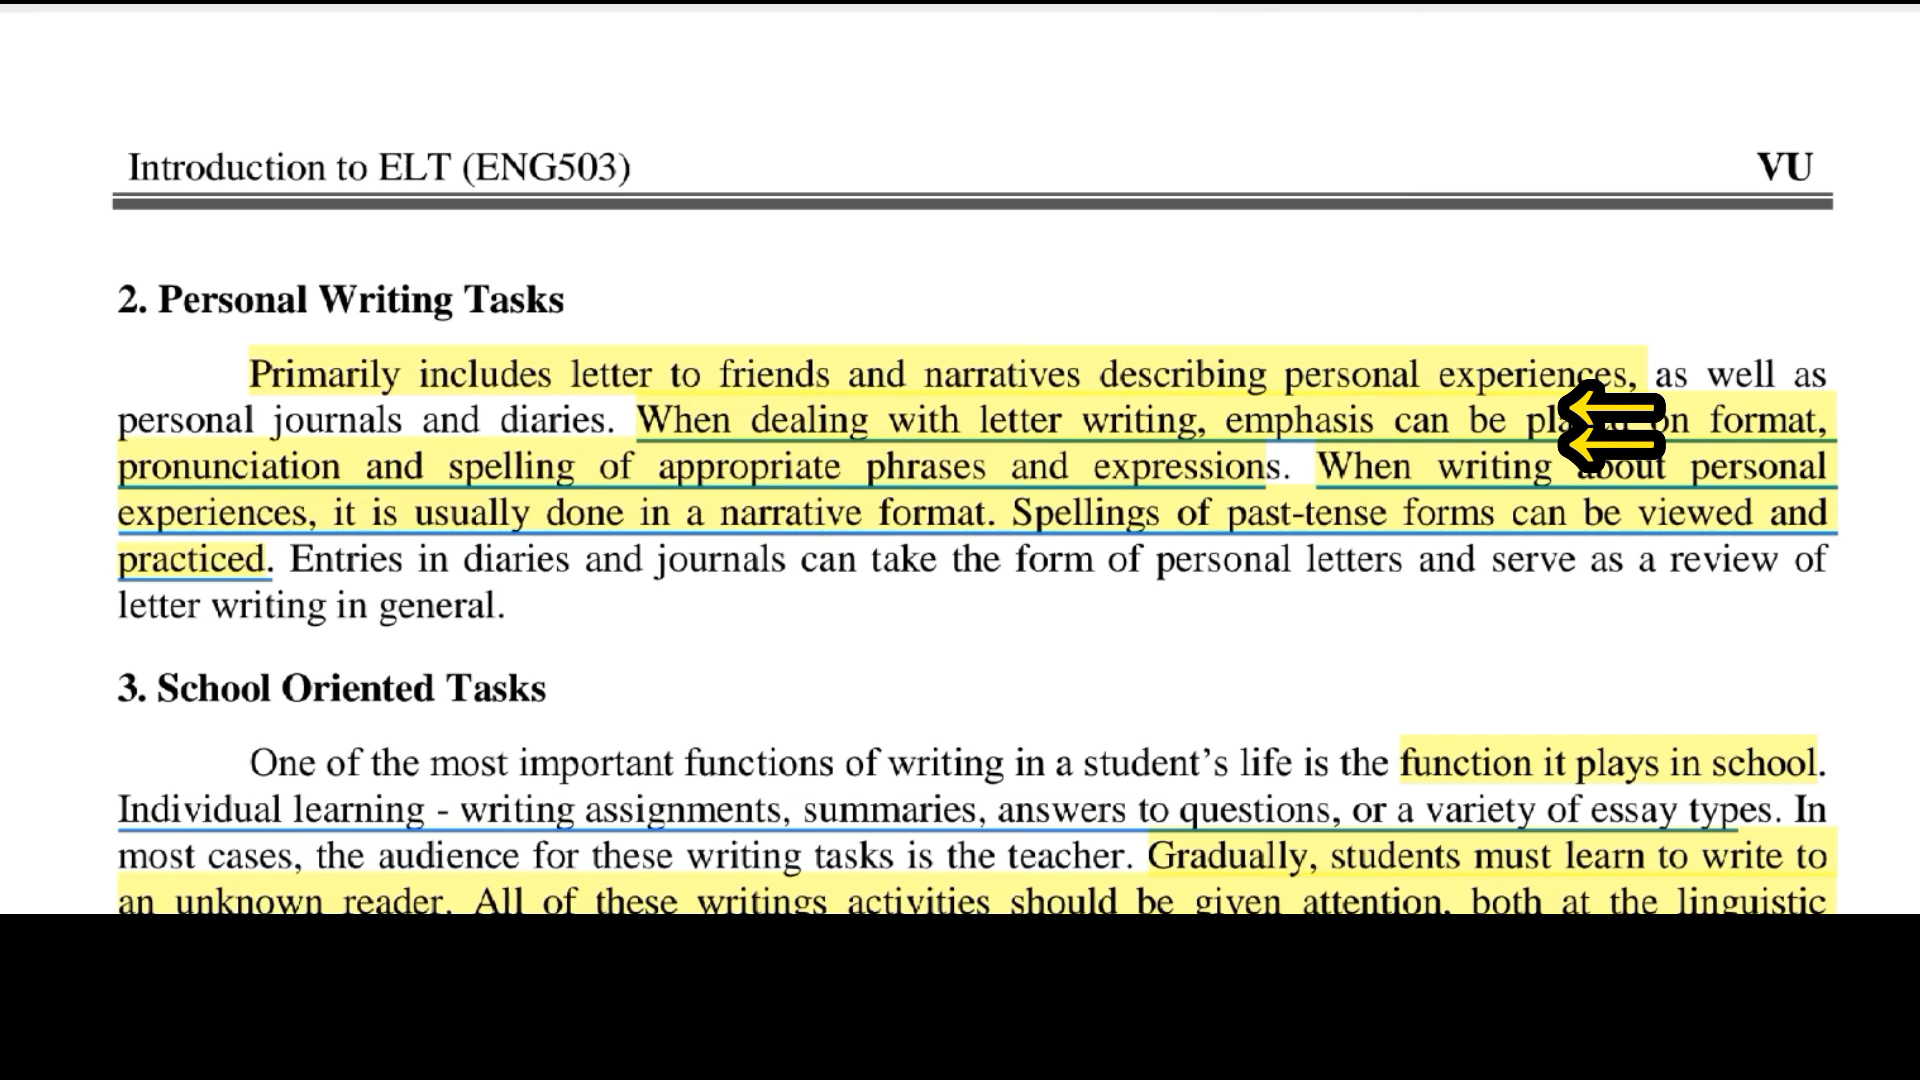 Introduction to ELT (ENG503) VU
2. Personal Writing Tasks
Primarily includes letter to friends and narratives describing personal experiences, as well as
personal journals and diaries. When dealing with letter writing, emphasis can be on format,
pronunciation and spelling of appropriate phrases and expressions. When writing about personal
experiences, it is usually done in a narrative format. Spellings of past-tense forms can be viewed and
practiced. Entries in diaries and journals can take the form of personal letters and serve as a review of
letter writing in general.
3. School Oriented Tasks
One of the most important functions of writing in a student’s life is the function it plays in school.
Individual learning - writing assignments, summaries, answers to questions, or a variety of essay types. In
most cases, the audience for these writing tasks is the teacher. Gradually, students must learn to write to
an unknown reader. All of these writings activities should be given attention, both at the linguistic